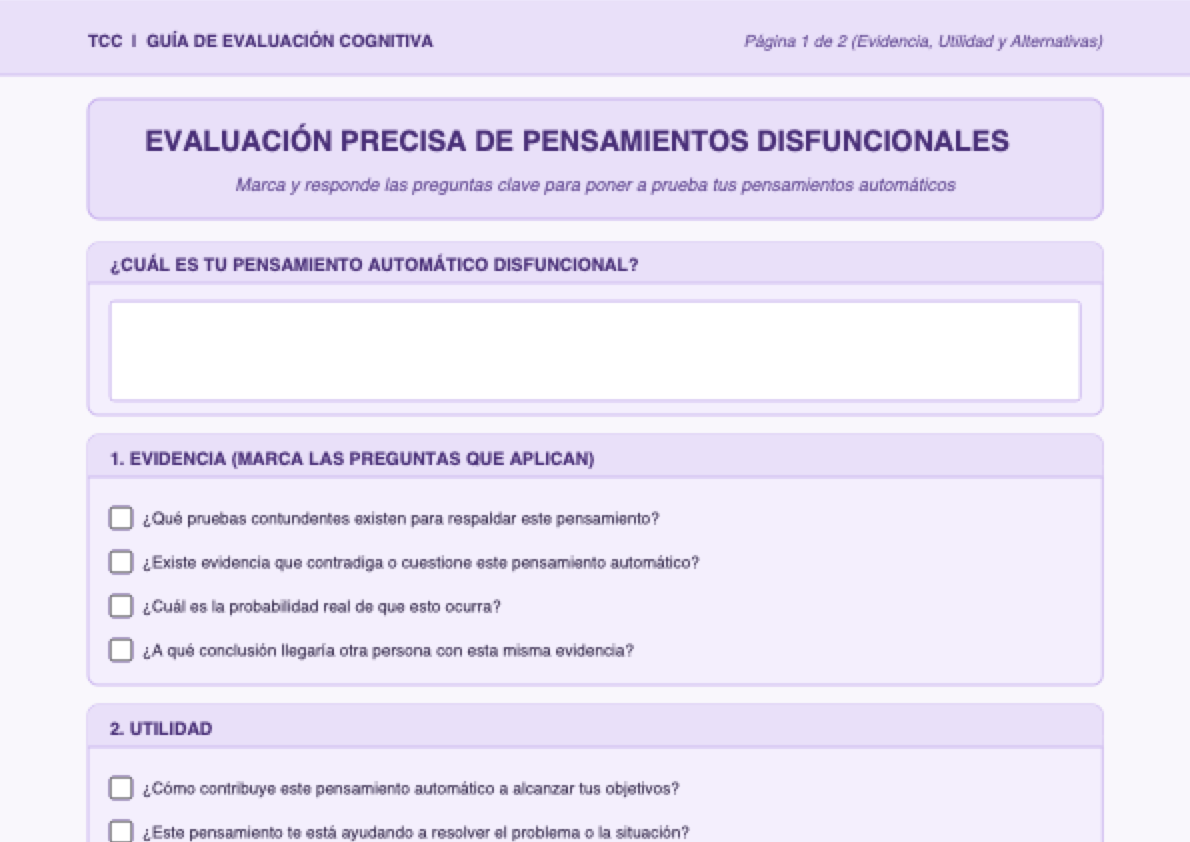 TCC | GUÍA DE EVALUACIÓN COGNITIVA
Página 1 de 2 (Evidencia, Utilidad y Alternativas)
EVALUACIÓN PRECISA DE PENSAMIENTOS DISFUNCIONALES
Marca y responde las preguntas clave para poner a prueba tus pensamientos automáticos
¿CUÁL ES TU PENSAMIENTO AUTOMÁTICO DISFUNCIONAL?
1. EVIDENCIA (MARCA LAS PREGUNTAS QUE APLICAN)
¿Qué pruebas contundentes existen para respaldar este pensamiento?
¿Existe evidencia que contradiga o cuestione este pensamiento automático?
¿Cuál es la probabilidad real de que esto ocurra?
¿A qué conclusión llegaría otra persona con esta misma evidencia?
2. UTILIDAD
¿Cómo contribuye este pensamiento automático a alcanzar tus objetivos?
¿Este pensamiento te está ayudando a resolver el problema o la situación?